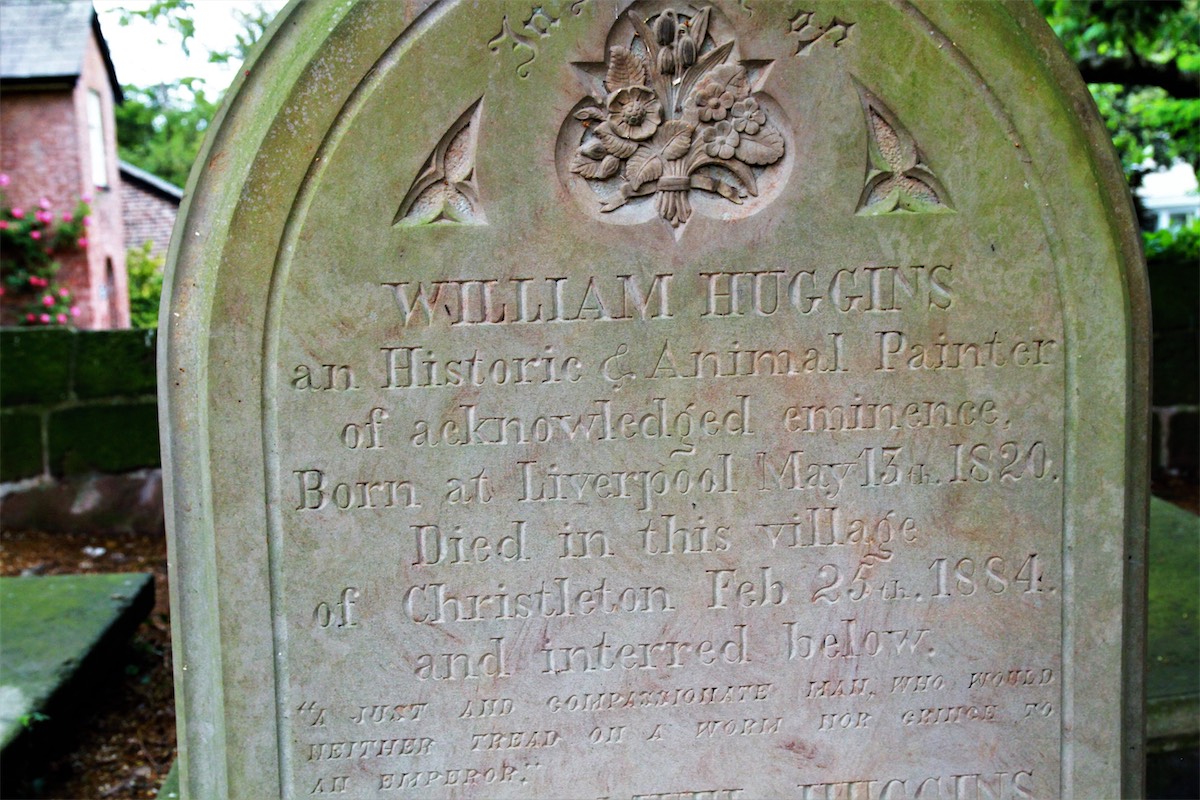 In
WILLIAM HUGGINS
an Historic & Animal Painter
of acknowledged eminence,
Born at Liverpool May 13th. 1820.
Died in this village
of Christleton Feb 25th. 1884.
and interred below.
"A JUST AND COMPASSIONATE MAN, WHO WOULD
NEITHER TREAD ON A WORM NOR CRINGE TO
AN EMPEROR."
HUGGINS